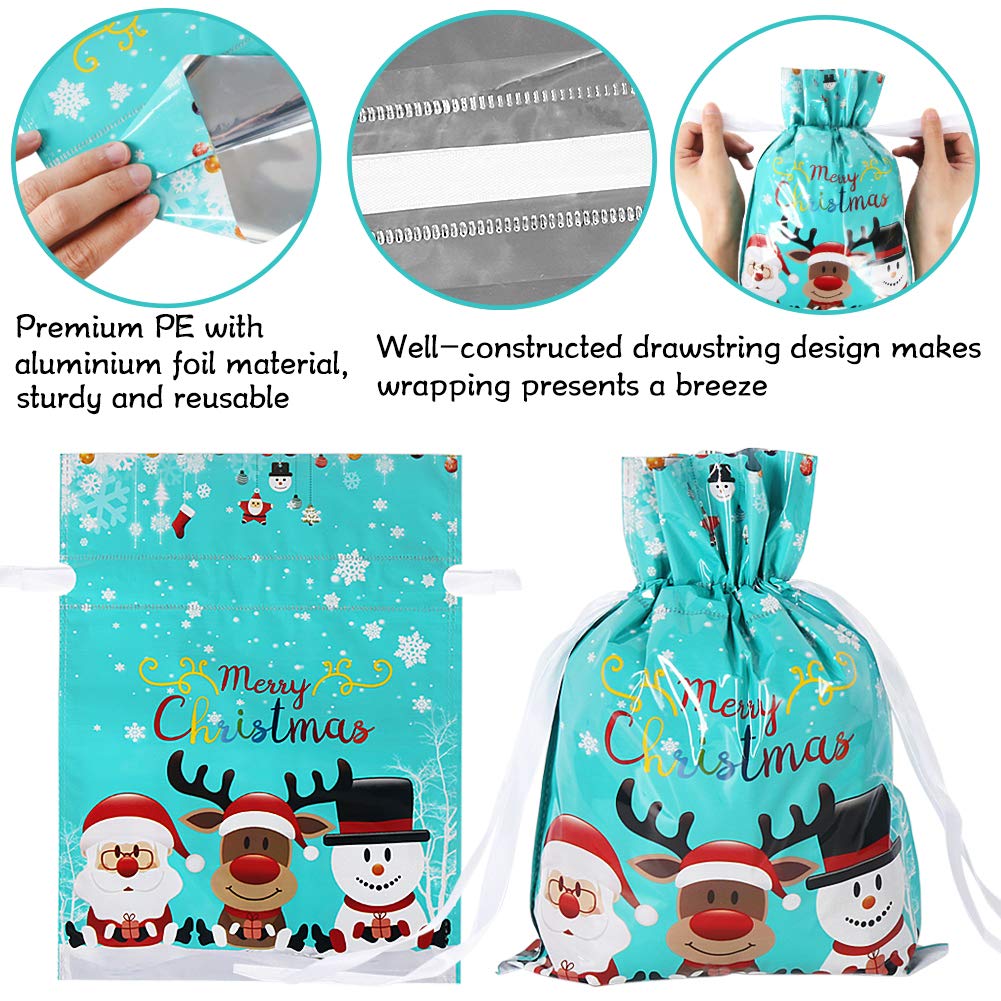 Merry
Christmas
Premium PE with
aluminium foil material,
sturdy and reusable
Well-constructed drawstring design makes
wrapping presents a breeze
Merry
Christmas
Merry
Christmas